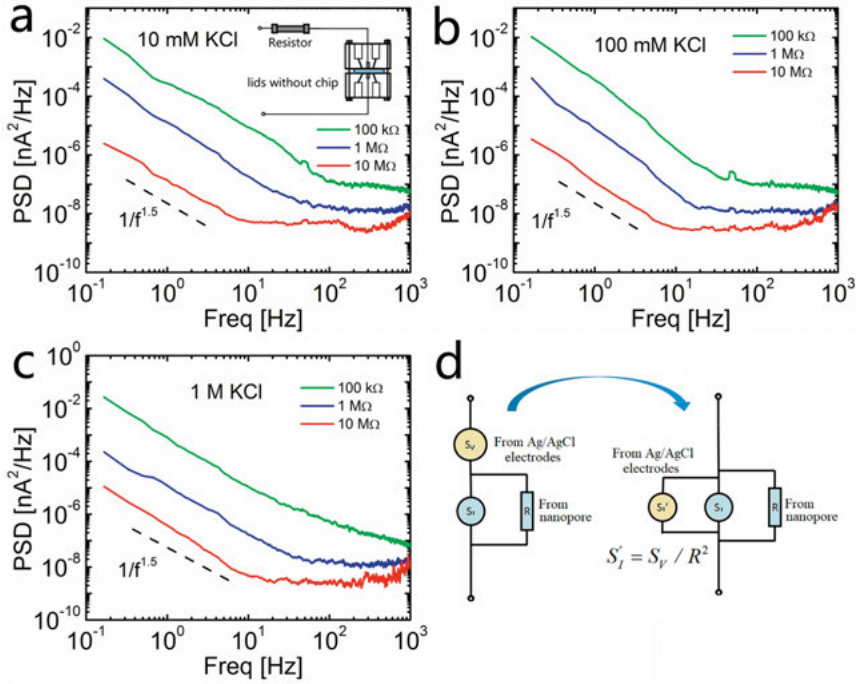 a
10 mM KCl
Resistor
lids without chip
100 kΩ
1 MΩ
10 MΩ
1/f^1.5
PSD [nA²/Hz]
10⁻²
10⁻⁴
10⁻⁶
10⁻⁸
10⁻¹⁰
10⁻¹ 10⁰ 10¹ 10² 10³
Freq [Hz]
b
100 mM KCl
100 kΩ
1 MΩ
10 MΩ
1/f^1.5
PSD [nA²/Hz]
10⁻²
10⁻⁴
10⁻⁶
10⁻⁸
10⁻¹⁰
10⁻¹ 10⁰ 10¹ 10² 10³
Freq [Hz]
c
1 M KCl
100 kΩ
1 MΩ
10 MΩ
1/f^1.5
PSD [nA²/Hz]
10⁰
10⁻²
10⁻⁴
10⁻⁶
10⁻⁸
10⁻¹⁰
10⁻¹ 10⁰ 10¹ 10² 10³
Freq [Hz]
d
S_V
From Ag/AgCl
electrodes
S_I
R
From
nanopore
From Ag/AgCl
electrodes
S_I'
S_I
R
From
nanopore
S_I' = S_V / R²